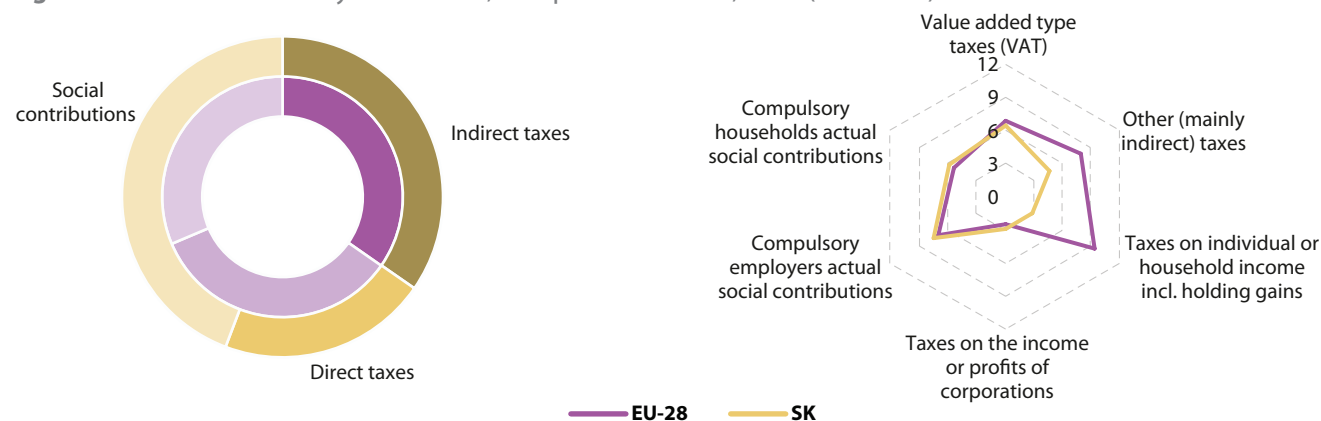 Social
contributions
Indirect taxes
Direct taxes
Value added type
taxes (VAT)
12
9
6
3
0
Other (mainly
indirect) taxes
Taxes on individual or
household income
incl. holding gains
Taxes on the income
or profits of
corporations
Compulsory
employers actual
social contributions
Compulsory
households actual
social contributions
EU-28
SK